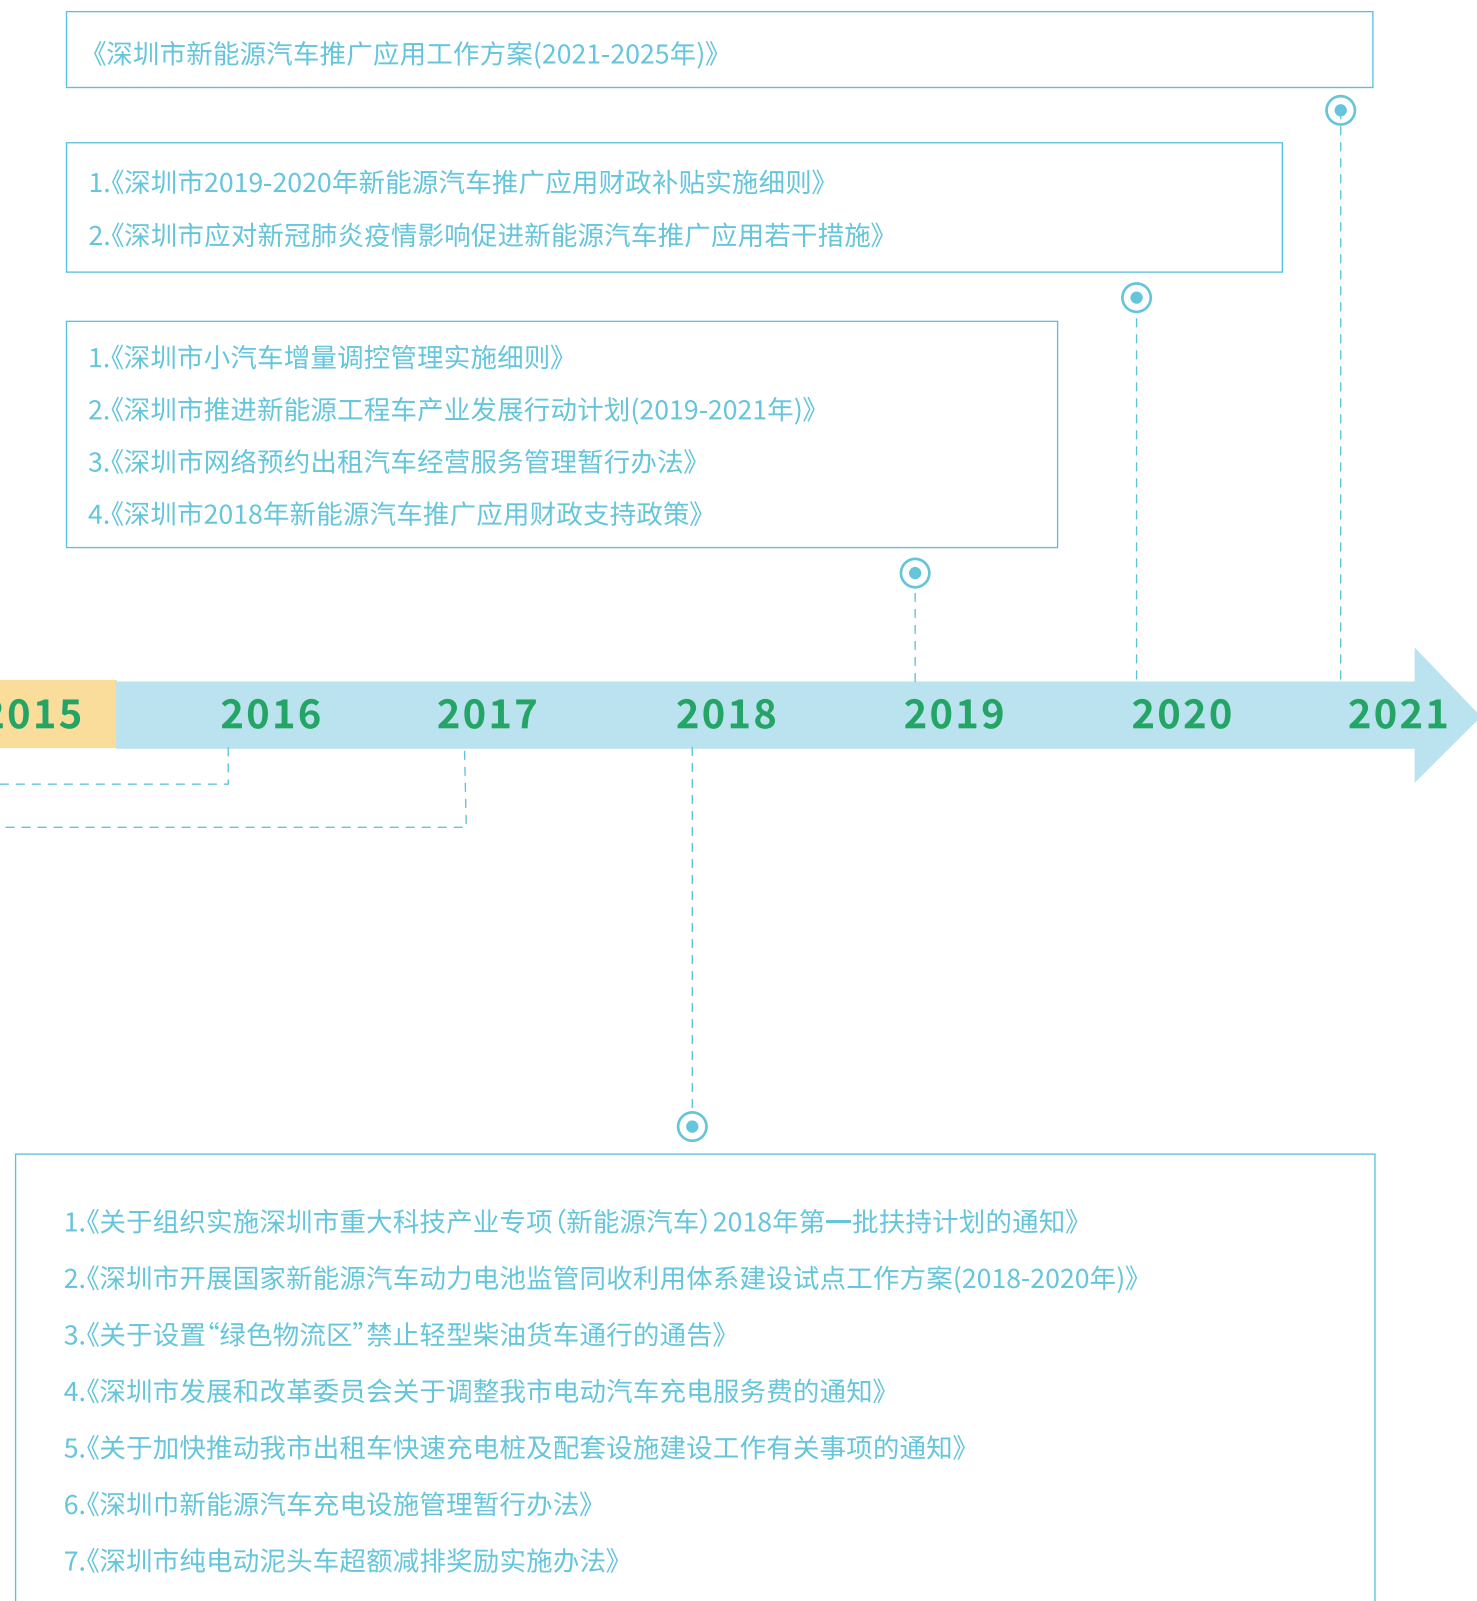 《深圳市新能源汽车推广应用工作方案(2021-2025年)》
1.《深圳市2019-2020年新能源汽车推广应用财政补贴实施细则》
2.《深圳市应对新冠肺炎疫情影响促进新能源汽车推广应用若干措施》
1.《深圳市小汽车增量调控管理实施细则》
2.《深圳市推进新能源工程车产业发展行动计划(2019-2021年)》
3.《深圳市网络预约出租汽车经营服务管理暂行办法》
4.《深圳市2018年新能源汽车推广应用财政支持政策》
2015 2016 2017 2018 2019 2020 2021
1.《关于组织实施深圳市重大科技产业专项（新能源汽车）2018年第一批扶持计划的通知》
2.《深圳市开展国家新能源汽车动力电池监管同收利用体系建设试点工作方案(2018-2020年)》
3.《关于设置“绿色物流区”禁止轻型柴油货车通行的通告》
4.《深圳市发展和改革委员会关于调整我市电动汽车充电服务费的通知》
5.《关于加快推动我市出租车快速充电桩及配套设施建设工作有关事项的通知》
6.《深圳巾新能源汽车充电设施管理暂行办法》
7.《深圳市纯电动泥头车超额减排奖励实施办法》